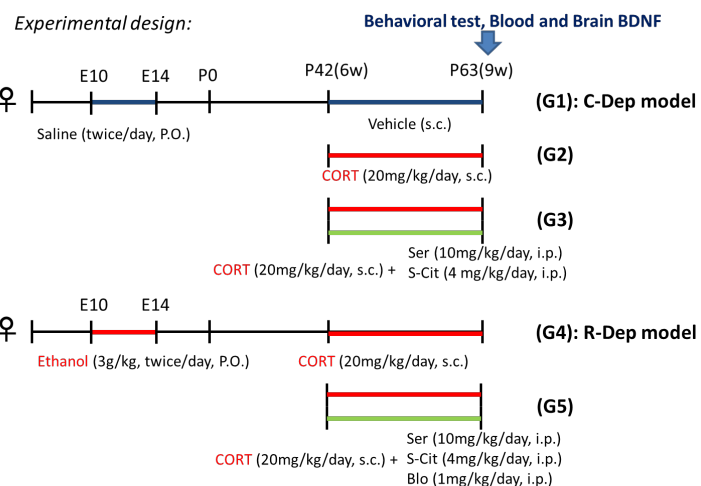 Experimental design:
Behavioral test, Blood and Brain BDNF
E10 E14 P0 P42(6w) P63(9w)
(G1): C-Dep model
Saline (twice/day, P.O.)
Vehicle (s.c.)
(G2)
CORT (20mg/kg/day, s.c.)
(G3)
Ser (10mg/kg/day, i.p.)
CORT (20mg/kg/day, s.c.) + S-Cit (4 mg/kg/day, i.p.)
E10 E14
(G4): R-Dep model
Ethanol (3g/kg, twice/day, P.O.)
CORT (20mg/kg/day, s.c.)
(G5)
Ser (10mg/kg/day, i.p.)
CORT (20mg/kg/day, s.c.) + S-Cit (4mg/kg/day, i.p.)
Blo (1mg/kg/day, i.p.)